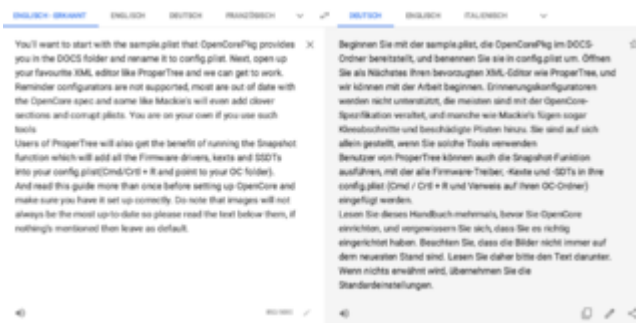 ENGLISCH - ERKANNT ENGLISCH DEUTSCH FRANZÖSISCH
You'll want to start with the sample.plist that OpenCorePkg provides
you in the DOCS folder and rename it to config.plist. Next, open up
your favourite XML editor like ProperTree and we can get to work.
Reminder configurators are not supported, most are out of date with
the OpenCore spec and some like Mackie's will even add clover
sections and corrupt plists. You are on your own if you use such
tools
Users of ProperTree will also get the benefit of running the Snapshot
function which will add all the Firmware drivers, kexts and SSDTs
into your config.plist(Cmd/Crtl + R and point to your OC folder).
And read this guide more than once before setting up OpenCore and
make sure you have it set up correctly. Do note that images will not
always be the most up-to-date so please read the text below them, if
nothing's mentioned then leave as default.
DEUTSCH ENGLISCH ITALIENISCH
Beginnen Sie mit der sample.plist, die OpenCorePkg im DOCS-
Ordner bereitstellt, und benennen Sie sie in config.plist um. Öffnen
Sie als Nächstes Ihren bevorzugten XML-Editor wie ProperTree, und
wir können mit der Arbeit beginnen. Erinnerungskonfiguratoren
werden nicht unterstützt, die meisten sind mit der OpenCore-
Spezifikation veraltet, und manche wie Mackie's fügen sogar
Kleeabschnitte und beschädigte Plisten hinzu. Sie sind auf sich
allein gestellt, wenn Sie solche Tools verwenden
Benutzer von ProperTree können auch die Snapshot-Funktion
ausführen, mit der alle Firmware-Treiber, -Kexte und -SDTs in Ihre
config.plist (Cmd / Crtl + R und Verweis auf Ihren OC-Ordner)
eingefügt werden.
Lesen Sie dieses Handbuch mehrmals, bevor Sie OpenCore
einrichten, und vergewissern Sie sich, dass Sie es richtig
eingerichtet haben. Beachten Sie, dass die Bilder nicht immer auf
dem neuesten Stand sind. Lesen Sie daher bitte den Text darunter.
Wenn nichts erwähnt wird, übernehmen Sie die
Standardeinstellungen.